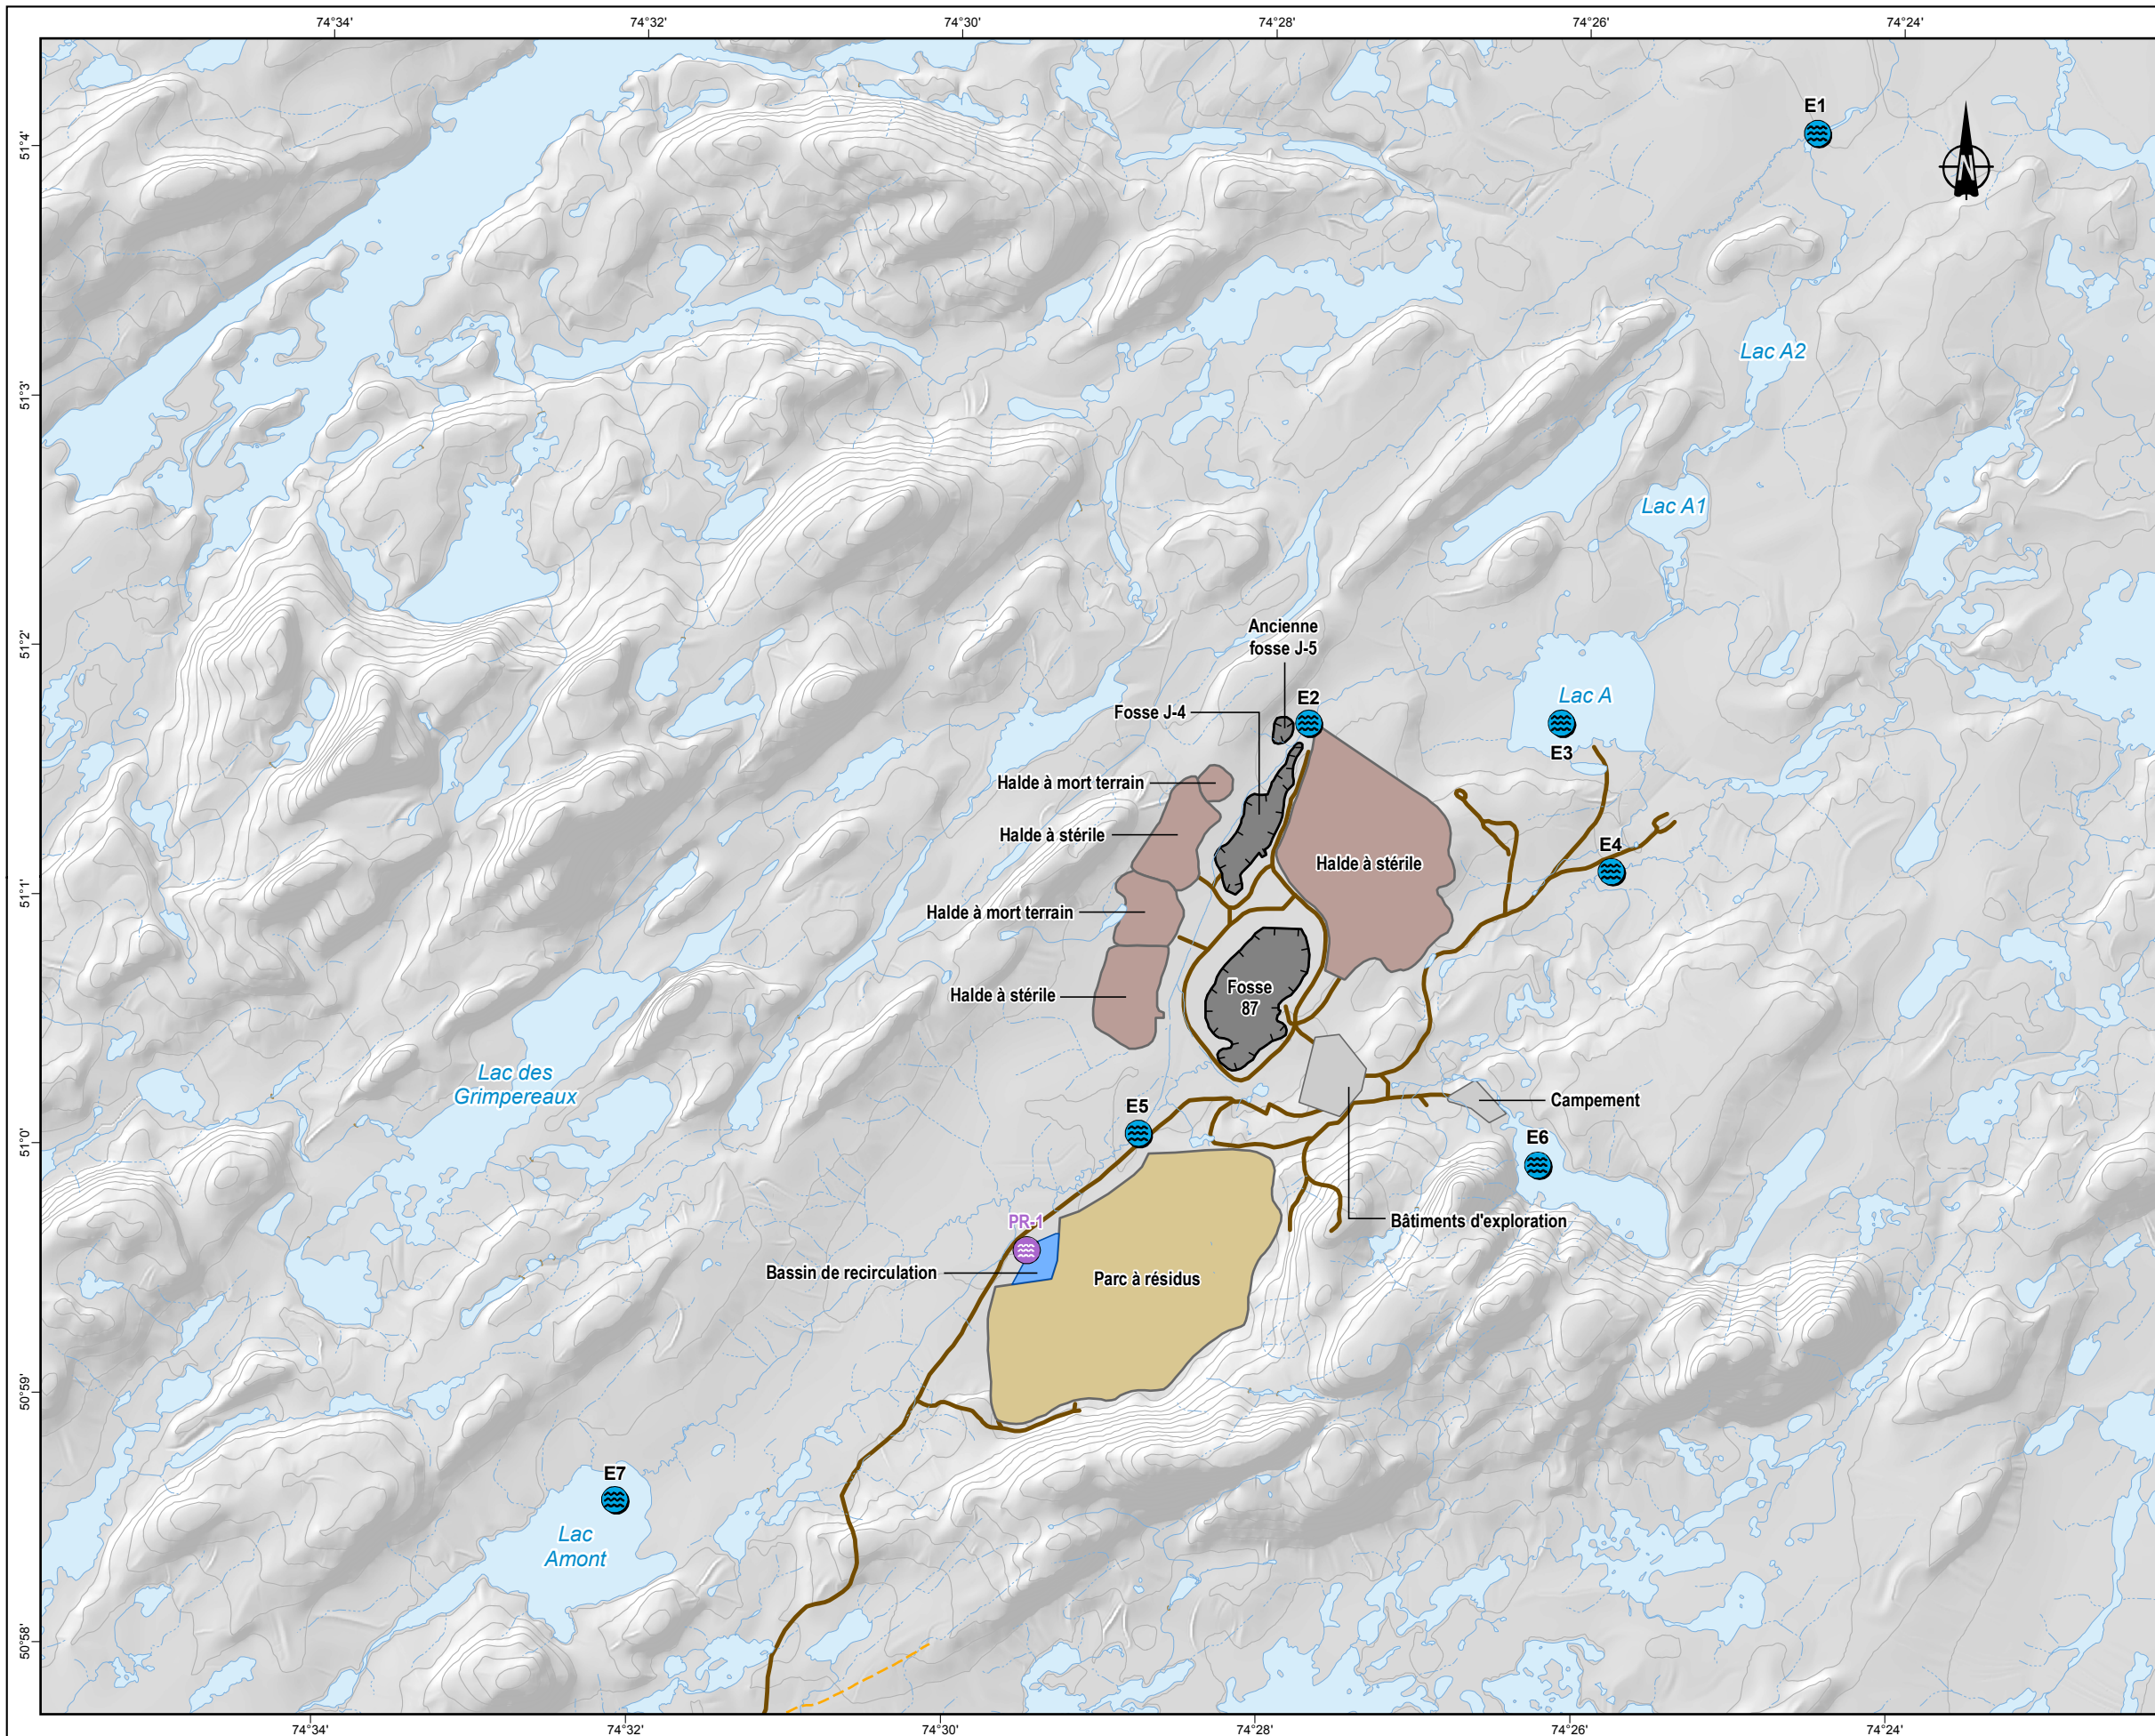 74°34'
74°32'
74°30'
74°28'
74°26'
74°24'
E1
51°4'
N
Lac A2
51°3'
Lac A1
Ancienne
fosse J-5
51°2'
E2
Lac A
Fosse J-4
E3
Halde à mort terrain
Halde à stérile
E4
Halde à stérile
51°1'
Halde à mort terrain
Fosse
87
Halde à stérile
Lac des
Grimpereaux
Campement
E5
51°0'
E6
PR-1
Bâtiments d'exploration
Bassin de recirculation
Parc à résidus
50°59'
E7
Lac
Amont
50°58'
74°34'
74°32'
74°30'
74°28'
74°26'
74°24'